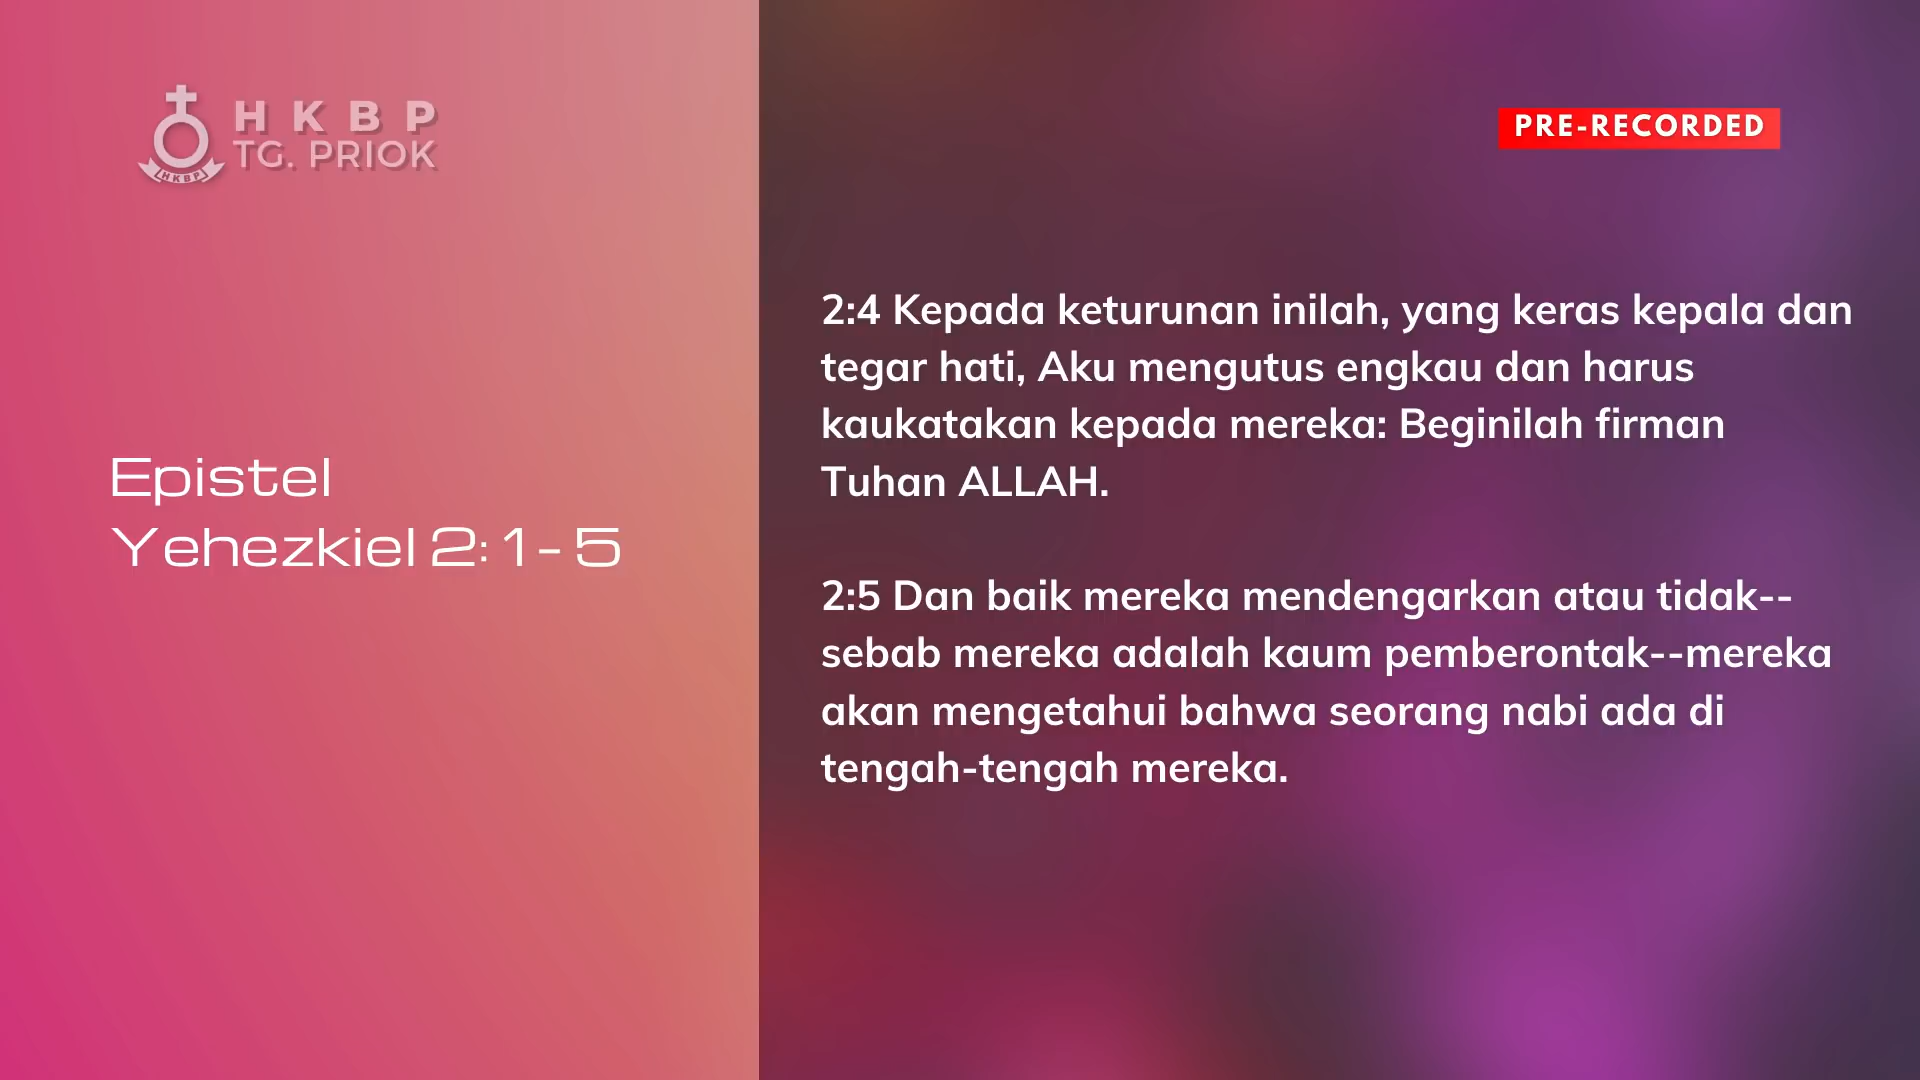 H K B P
TG. PRIOK
HKBP
PRE-RECORDED
Epistel
Yehezkiel 2: 1 - 5
2:4 Kepada keturunan inilah, yang keras kepala dan
tegar hati, Aku mengutus engkau dan harus
kaukatakan kepada mereka: Beginilah firman
Tuhan ALLAH.
2:5 Dan baik mereka mendengarkan atau tidak--
sebab mereka adalah kaum pemberontak--mereka
akan mengetahui bahwa seorang nabi ada di
tengah-tengah mereka.